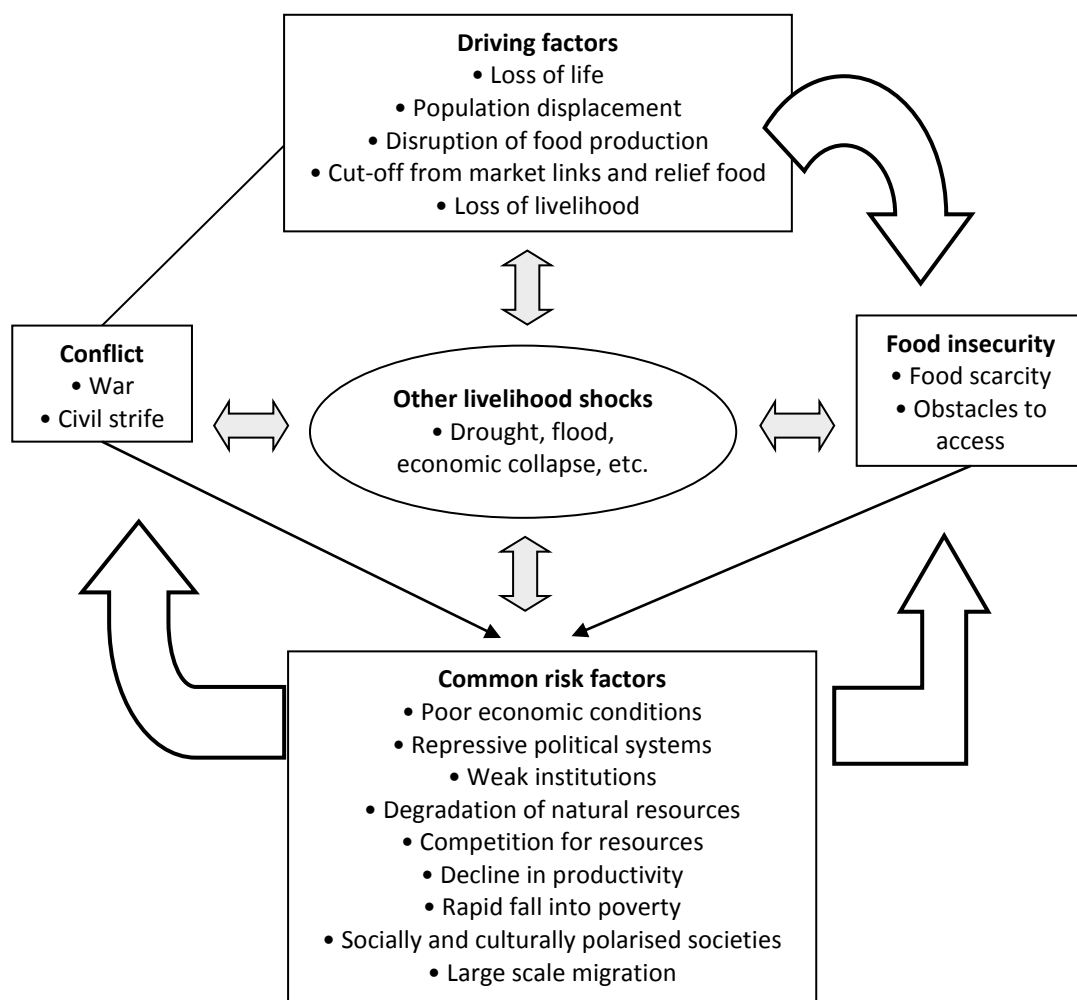 Driving factors
• Loss of life
• Population displacement
• Disruption of food production
• Cut-off from market links and relief food
• Loss of livelihood
Conflict
• War
• Civil strife
Other livelihood shocks
• Drought, flood,
economic collapse, etc.
Food insecurity
• Food scarcity
• Obstacles to
access
Common risk factors
• Poor economic conditions
• Repressive political systems
• Weak institutions
• Degradation of natural resources
• Competition for resources
• Decline in productivity
• Rapid fall into poverty
• Socially and culturally polarised societies
• Large scale migration